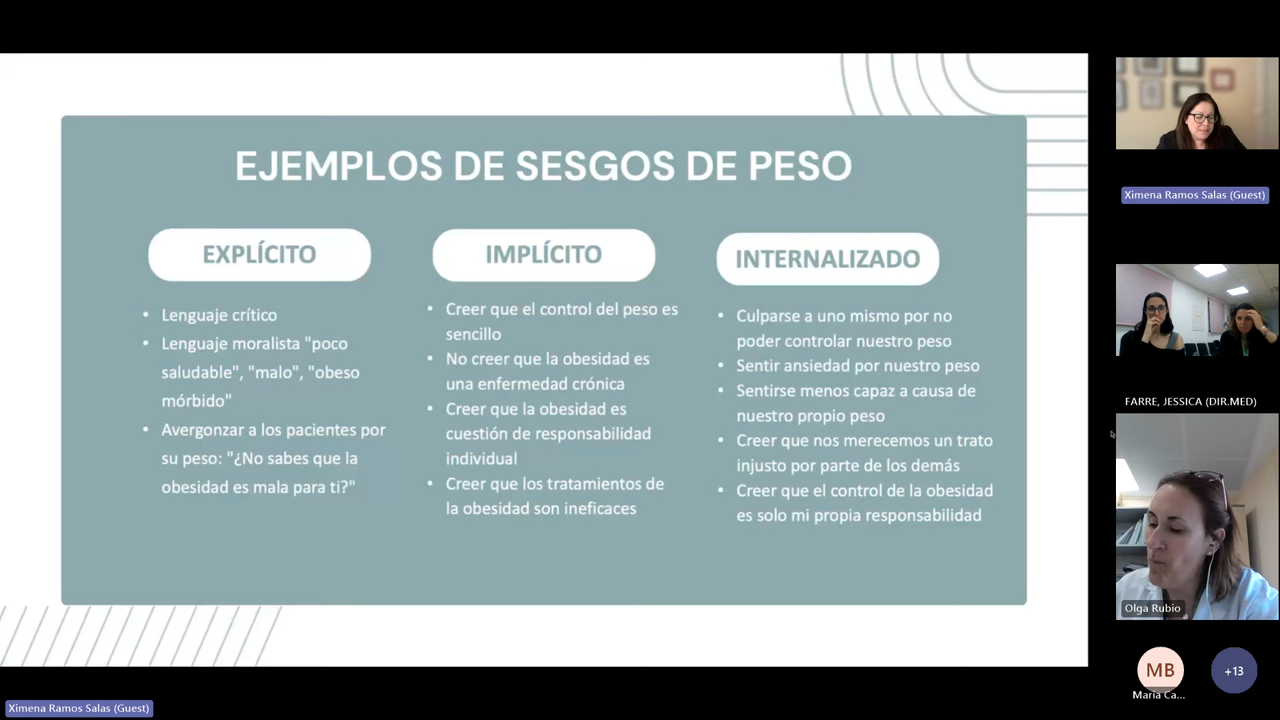 EJEMPLOS DE SESGOS DE PESO
EXPLÍCITO
• Lenguaje crítico
• Lenguaje moralista "poco
saludable", "malo", "obeso
mórbido"
• Avergonzar a los pacientes por
su peso: "¿No sabes que la
obesidad es mala para ti?"
IMPLÍCITO
• Creer que el control del peso es
sencillo
• No creer que la obesidad es
una enfermedad crónica
• Creer que la obesidad es
cuestión de responsabilidad
individual
• Creer que los tratamientos de
la obesidad son ineficaces
INTERNALIZADO
• Culparse a uno mismo por no
poder controlar nuestro peso
• Sentir ansiedad por nuestro peso
• Sentirse menos capaz a causa de
nuestro propio peso
• Creer que nos merecemos un trato
injusto por parte de los demás
• Creer que el control de la obesidad
es solo mi propia responsabilidad
Ximena Ramos Salas (Guest)
FARRE, JESSICA (DIR.MED)
Olga Rubio
MB
Maria Ca...
+13
Ximena Ramos Salas (Guest)